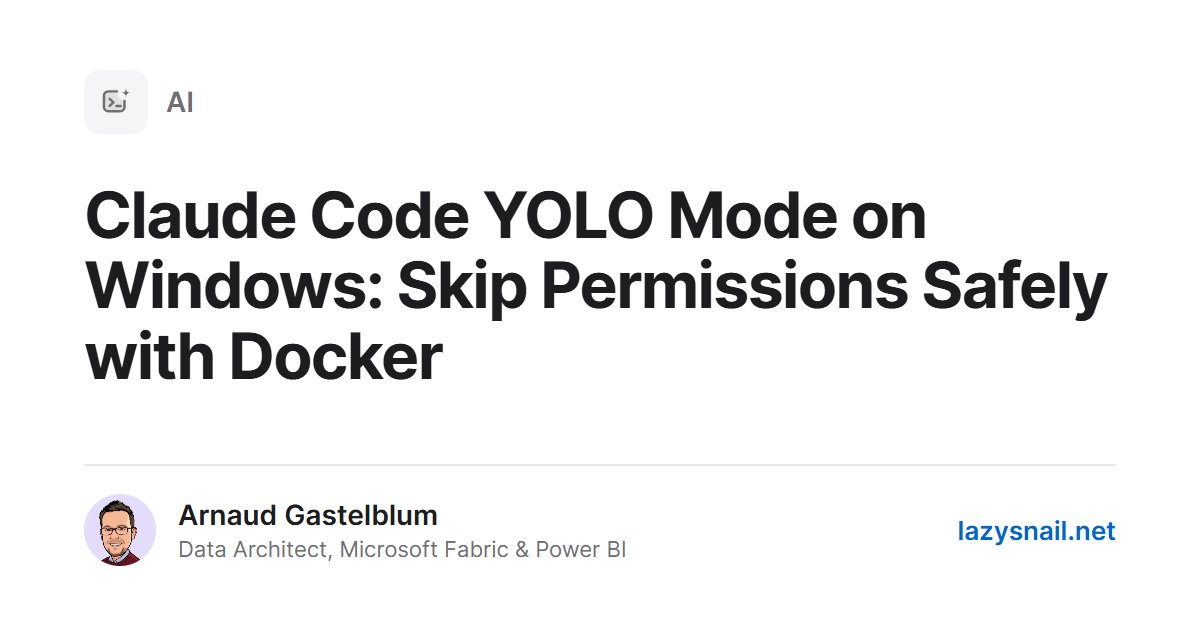 AI
Claude Code YOLO Mode on
Windows: Skip Permissions Safely
with Docker
Arnaud Gastelblum
Data Architect, Microsoft Fabric & Power BI
lazysnail.net